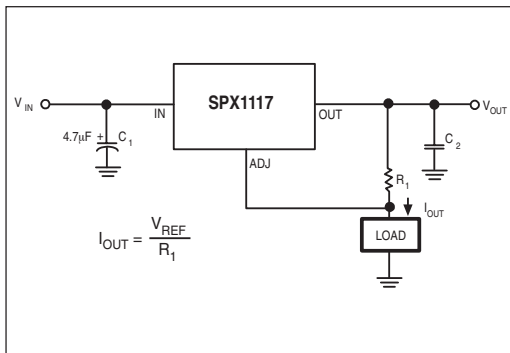 V_IN
SPX1117
IN
OUT
V_OUT
4.7µF + C_1
C_2
ADJ
R_1
I_OUT
LOAD
I_OUT = V_REF / R_1